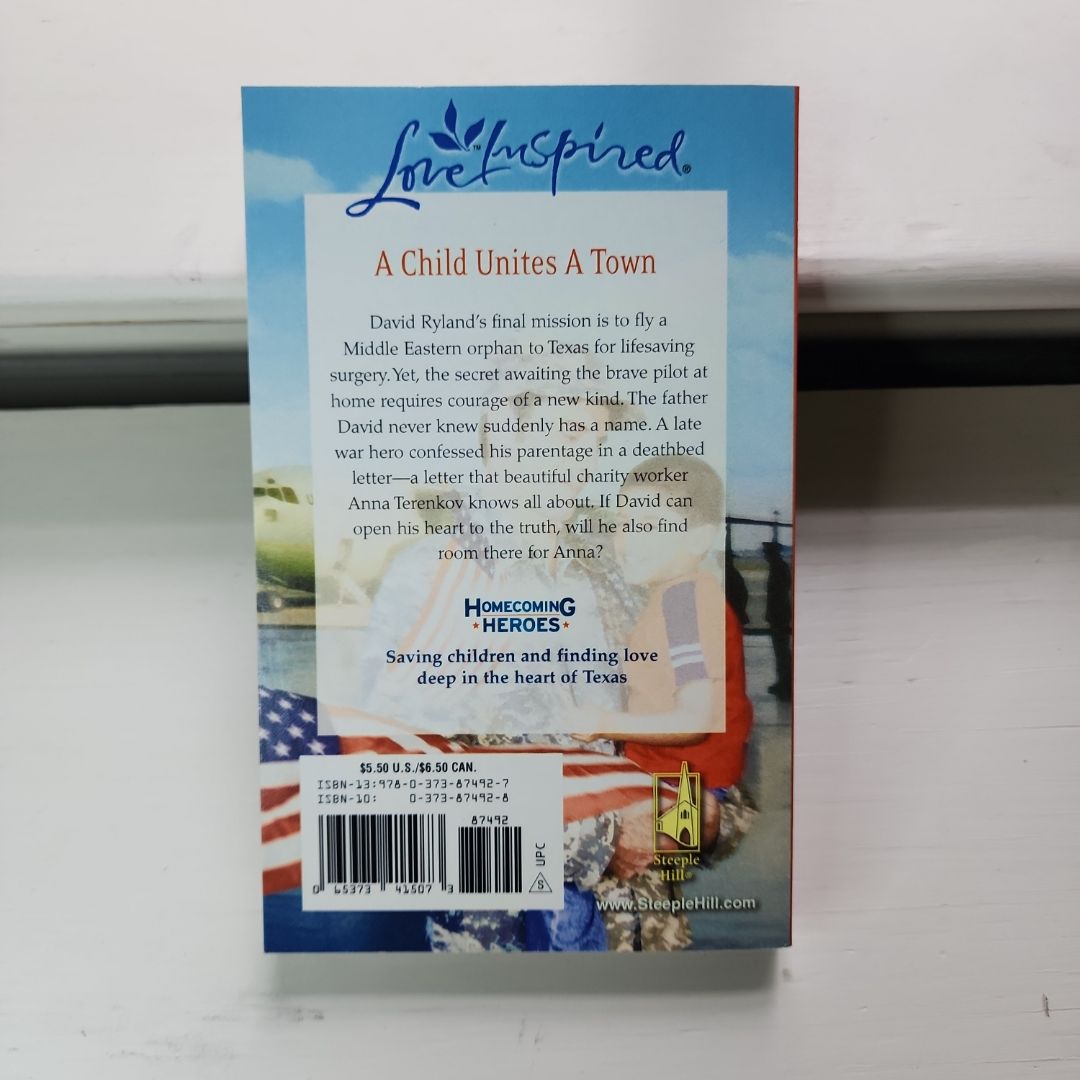 Love Inspired®
™
A Child Unites A Town
David Ryland's final mission is to fly a
Middle Eastern orphan to Texas for lifesaving
surgery. Yet, the secret awaiting the brave pilot at
home requires courage of a new kind. The father
David never knew suddenly has a name. A late
war hero confessed his parentage in a deathbed
letter—a letter that beautiful charity worker
Anna Terenkov knows all about. If David can
open his heart to the truth, will he also find
room there for Anna?
HOMECOMING
★HEROES★
Saving children and finding love
deep in the heart of Texas
$5.50 U.S./$6.50 CAN.
ISBN-13:978-0-373-87492-7
ISBN-10: 0-373-87492-8
87492
UPC
S
0 65373 41507 3
Steeple
Hill®
www.SteepleHill.com